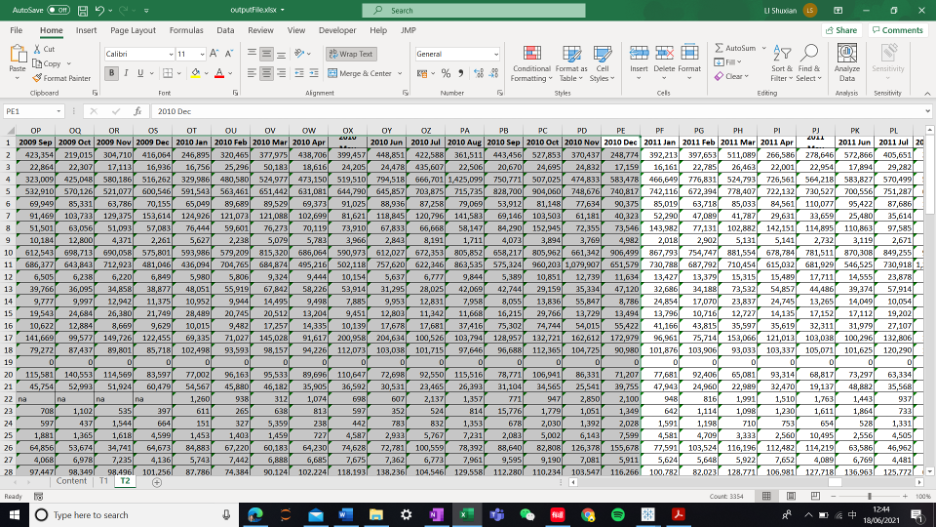 AutoSave Off outputFile.xlsx Search LI Shuxian LS
File Home Insert Page Layout Formulas Data Review View Developer Help JMP Share Comments
Paste Cut Copy Format Painter Calibri 11 B I U Wrap Text Merge & Center General Conditional Formatting Format as Table Cell Styles Insert Delete Format AutoSum Fill Clear Sort & Filter Find & Select Analyze Data Sensitivity
Clipboard Font Alignment Number Styles Cells Editing Analysis Sensitivity
PE1 fx 2010 Dec
OP OQ OR OS OT OU OV OW OX OY OZ PA PB PC PD PE PF PG PH PI PJ PK PL
1 2009 Sep 2009 Oct 2009 Nov 2009 Dec 2010 Jan 2010 Feb 2010 Mar 2010 Apr 2010 2010 Jun 2010 Jul 2010 Aug 2010 Sep 2010 Oct 2010 Nov 2010 Dec 2011 Jan 2011 Feb 2011 Mar 2011 Apr 2011 2011 Jun 2011 Jul
2 423,354 219,015 304,710 416,064 246,895 320,465 377,975 438,706 399,457 448,851 422,588 361,511 443,456 527,853 370,437 248,774 392,213 397,653 511,089 266,586 278,646 572,866 405,651
3 22,864 22,307 17,113 16,936 16,756 25,296 50,183 18,616 24,205 24,478 435,607 22,506 20,670 24,695 24,832 17,159 16,161 22,785 26,463 22,001 22,954 17,894 29,282
4 323,009 425,048 580,186 516,262 329,986 480,580 524,977 473,150 519,510 794,518 666,701 1,425,099 750,771 507,025 474,833 583,478 466,649 776,831 524,793 726,561 564,218 583,827 570,499
5 532,910 570,126 521,077 600,546 591,543 563,461 651,442 631,081 644,790 645,857 703,875 715,735 828,700 904,060 748,676 740,817 742,116 672,394 778,407 722,132 730,527 700,556 751,287
6 69,949 85,331 63,786 70,155 65,049 89,689 89,529 69,373 91,025 88,936 87,258 79,069 53,912 81,148 77,634 90,375 85,019 63,718 85,033 84,561 110,077 95,422 87,686
7 91,469 103,733 129,375 153,614 124,926 121,073 121,088 102,699 81,621 118,845 120,796 141,583 69,146 103,503 61,181 40,323 52,290 47,089 41,787 29,631 33,659 25,480 35,614
8 51,501 63,056 51,093 57,083 76,444 59,601 76,273 70,119 73,910 67,833 66,668 58,147 84,290 152,945 72,355 73,546 143,982 77,131 102,882 142,151 114,895 110,863 97,585
9 10,184 12,800 4,371 2,261 5,627 2,238 5,079 5,783 3,966 2,843 8,191 1,711 4,073 3,894 3,769 4,982 2,018 2,902 5,131 5,141 2,732 3,119 2,671
10 612,543 698,713 690,058 575,801 593,986 579,209 815,320 686,064 590,973 612,027 672,353 805,852 658,217 805,962 661,342 906,499 867,793 754,747 881,554 678,784 781,511 870,308 849,255
11 686,377 643,843 712,923 481,046 436,094 704,765 684,874 495,216 502,118 757,620 622,346 863,535 575,324 960,203 1,079,907 651,579 730,788 687,792 710,454 615,032 681,929 546,525 730,918
12 6,505 6,238 6,220 6,849 5,980 5,806 9,324 9,444 10,154 5,637 6,777 9,844 5,389 10,851 12,739 11,634 13,427 13,379 15,315 15,489 17,711 14,555 23,878
13 39,766 36,095 34,858 38,877 48,051 55,919 67,842 58,226 53,914 31,295 28,025 42,069 42,744 29,159 35,334 47,120 32,686 34,188 73,532 54,857 44,486 39,374 57,914
14 9,777 9,997 12,942 11,375 10,952 9,944 14,495 9,498 7,885 9,953 12,831 7,958 8,055 13,836 55,847 8,786 24,854 17,070 23,837 24,745 13,265 14,049 10,054
15 19,543 24,684 26,380 21,749 28,489 20,745 20,512 13,204 9,451 12,803 11,342 11,668 16,215 29,766 13,729 13,494 13,796 10,716 12,727 14,135 17,152 17,112 19,202
16 10,622 12,884 8,669 9,629 10,015 9,482 17,257 14,335 10,139 17,678 17,681 37,416 75,302 74,744 54,015 55,422 41,166 43,815 35,597 35,619 32,311 31,979 27,107
17 141,669 99,577 149,726 122,455 69,335 71,027 145,028 91,617 200,958 204,634 100,526 103,794 128,957 132,721 162,612 172,979 96,961 75,714 153,066 121,013 103,038 100,296 132,806
18 79,272 87,437 89,801 85,718 102,498 93,593 98,157 94,227 112,073 103,038 101,715 97,646 96,688 112,365 104,725 90,980 101,876 103,906 93,033 103,337 105,071 101,625 120,290
19 0 0 0 0 0 0 0 0 0 0 0 0 0 0 0 0 0 0 0 0 0 0 0
20 115,581 140,553 114,569 83,597 77,002 96,163 95,533 89,696 110,647 72,698 92,550 115,516 78,771 106,941 86,331 71,207 77,681 92,406 65,081 93,314 68,817 73,297 63,334
21 45,754 52,993 51,924 60,479 54,567 45,880 46,182 35,905 36,592 30,531 23,465 26,393 31,104 34,565 25,541 39,755 47,943 24,960 22,989 32,470 19,137 48,882 35,568
22 na na na na 1,260 938 312 1,074 698 607 2,137 1,357 771 947 2,850 2,100 948 816 1,991 1,510 1,763 1,443 937
23 708 1,102 535 397 611 265 638 813 597 352 524 814 15,776 1,779 1,051 1,349 642 1,114 1,098 1,230 1,611 1,864 733
24 597 437 1,544 664 151 327 5,359 238 442 783 832 1,353 678 2,030 1,392 2,028 1,591 1,198 710 753 654 528 1,331
25 1,881 1,365 1,618 4,599 1,453 1,403 1,459 727 4,587 2,933 5,767 7,231 2,083 5,002 6,143 7,599 4,581 4,709 3,333 2,560 10,495 2,556 4,505
26 64,856 53,674 34,741 64,675 84,883 67,220 60,183 64,230 74,628 72,781 100,559 78,392 88,640 82,808 126,378 155,678 77,591 103,524 116,196 112,482 114,219 63,586 46,962
27 4,068 6,978 7,235 4,136 5,743 7,442 6,888 6,685 7,675 7,362 6,773 7,961 9,595 9,190 7,081 5,911 5,624 5,648 5,922 7,652 4,089 6,769 4,481
28 97,447 98,349 98,496 101,256 87,786 74,384 90,124 102,224 118,193 138,236 104,546 129,558 112,280 110,234 103,547 116,266 100,782 82,023 128,771 106,981 127,718 136,963 125,772
Content T1 T2
Ready Count: 3354 100%
Type here to search 12:44 18/06/2021